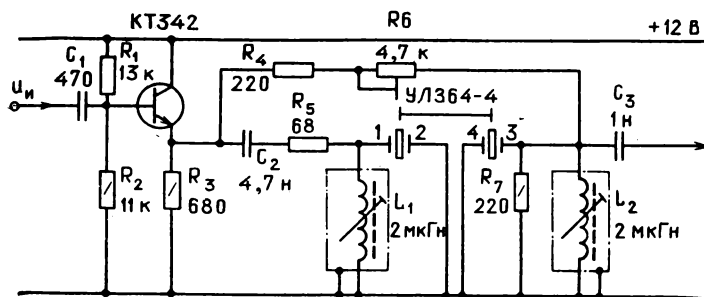 КТ342
R6
+12 В
C1
470
R1
13 к
R4
220
4,7 к
УЛЗ64-4
uи
R5
68
1
2
4
3
C3
1н
C2
4,7 н
R2
11 к
R3
680
L1
2 мкГн
R7
220
L2
2 мкГн